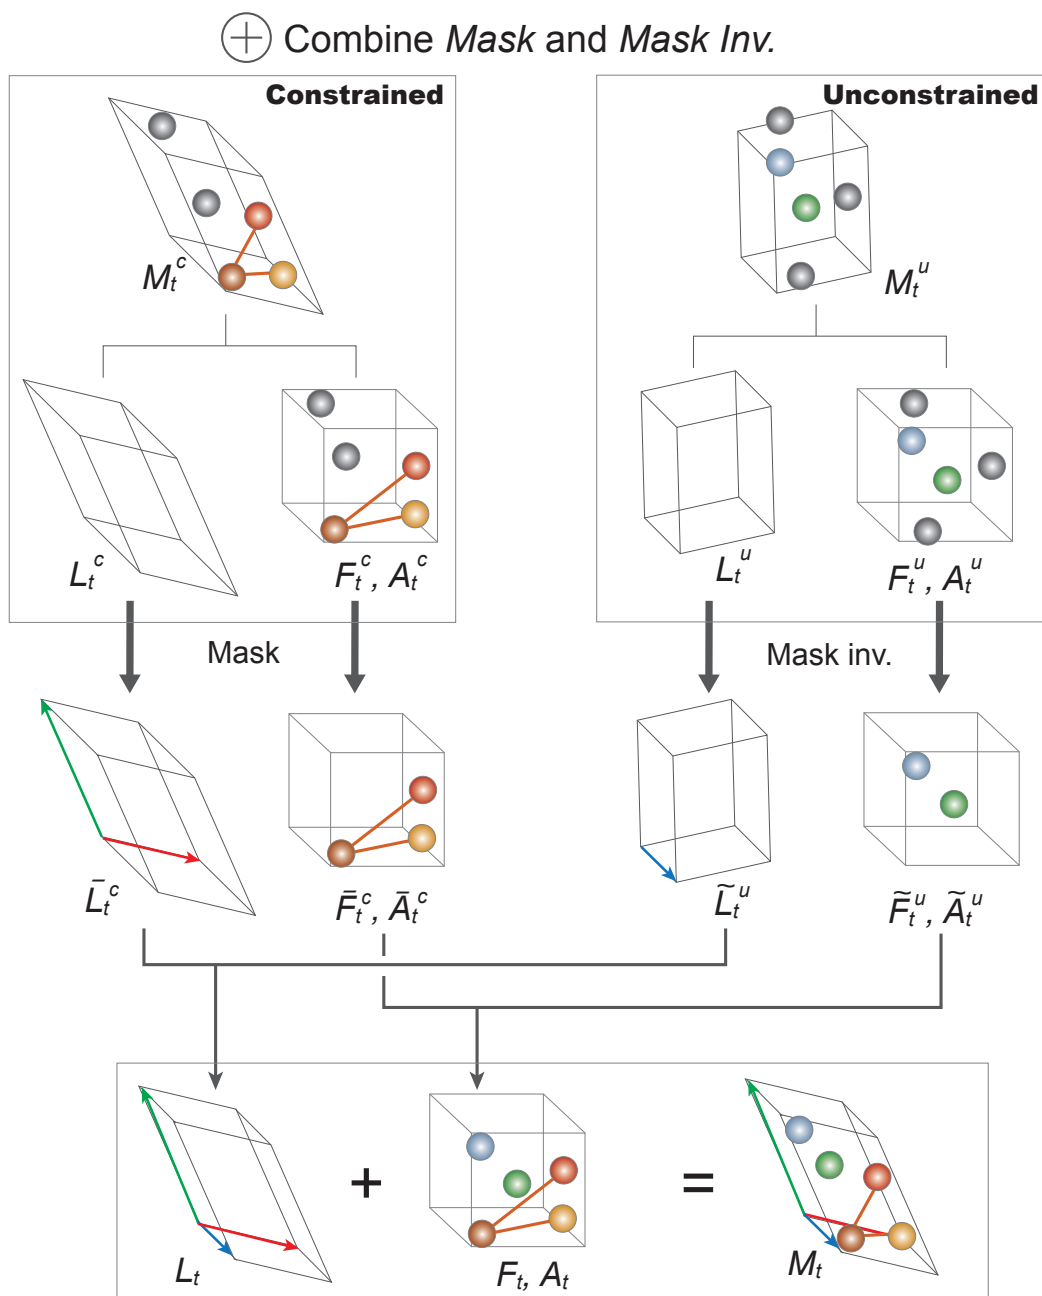 ⊕ Combine Mask and Mask Inv.
Constrained
Unconstrained
M_t^c
M_t^u
L_t^c
F_t^c, A_t^c
L_t^u
F_t^u, A_t^u
Mask
Mask inv.
L̄_t^c
F̄_t^c, Ā_t^c
L̃_t^u
F̃_t^u, Ã_t^u
+
=
L_t
F_t, A_t
M_t